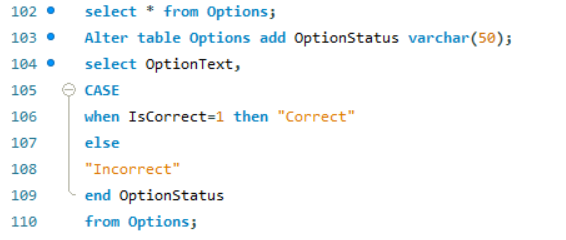 102 select * from Options;
103 Alter table Options add OptionStatus varchar(50);
104 select OptionText,
105 CASE
106 when IsCorrect=1 then "Correct"
107 else
108 "Incorrect"
109 end OptionStatus
110 from Options;